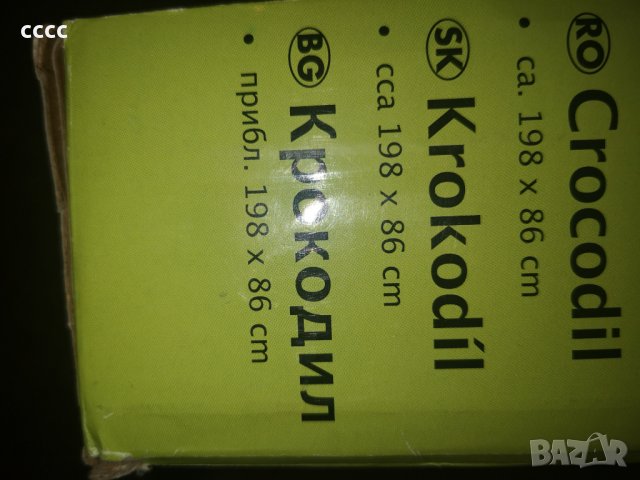 cccc
RO Crocodil
• ca. 198 x 86 cm
SK Krokodíl
• cca 198 x 86 cm
BG Крокодил
• прибл. 198 x 86 cm
BAZAR